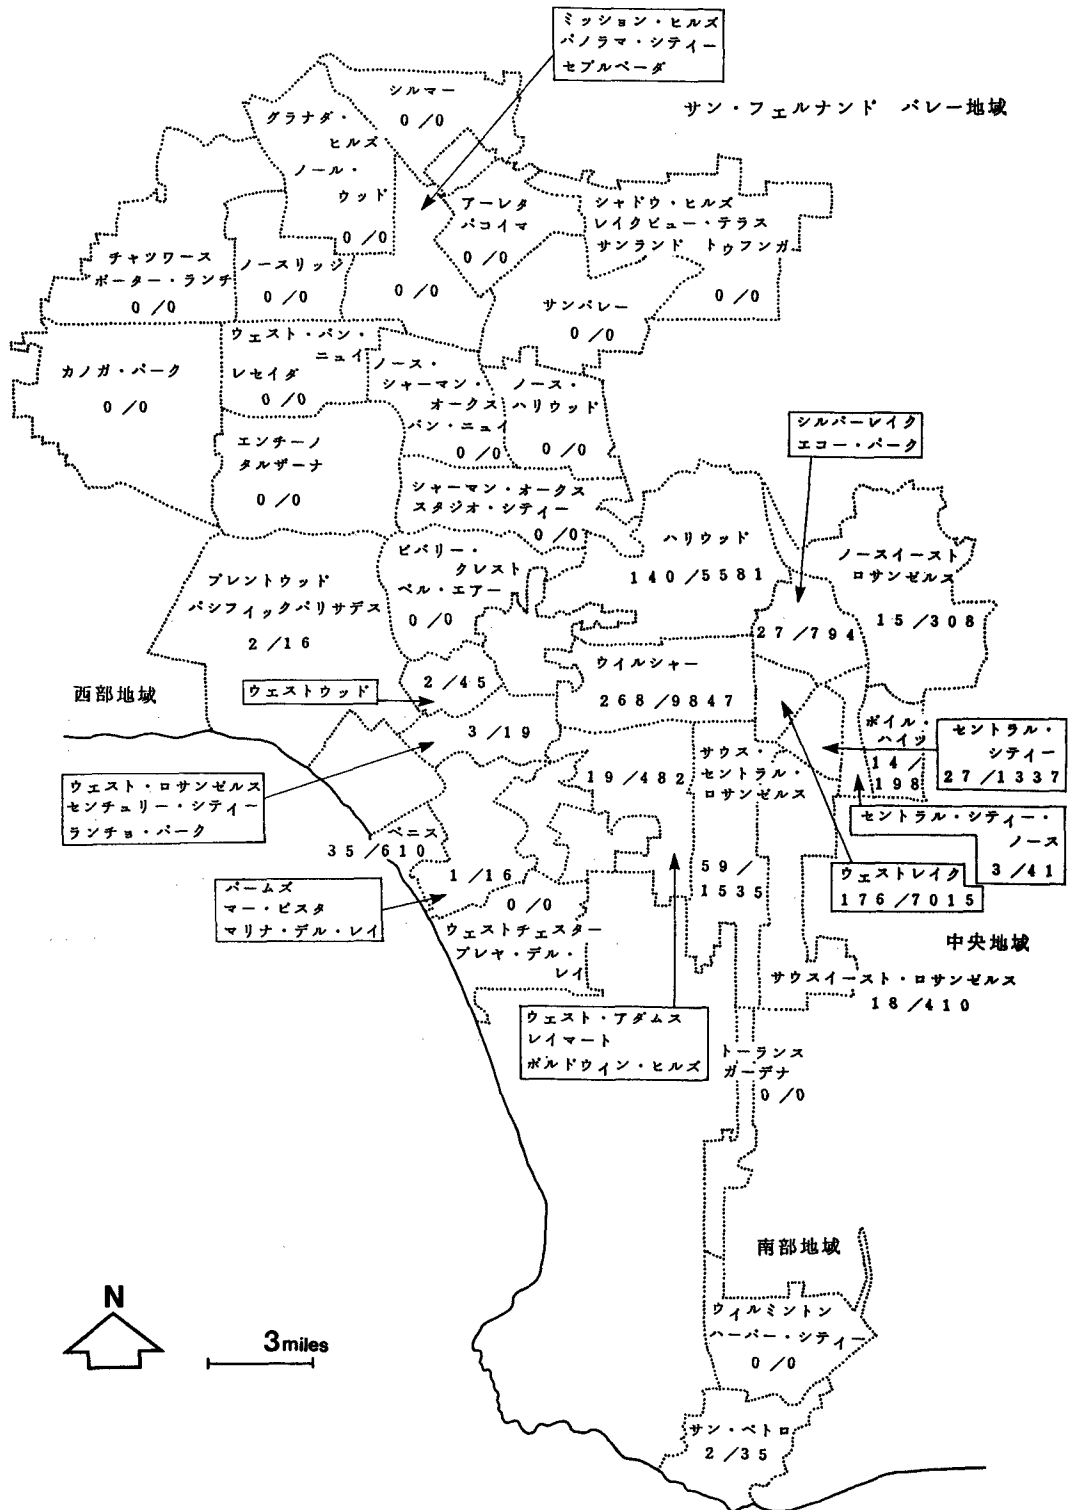 ミッション・ヒルズ
パノラマ・シティー
セプルベーダ
サン・フェルナンド バレー地域
シルマー
0/0
グラナダ・
ヒルズ
ノール・
ウッド
0/0
アーレタ
パコイマ
0/0
シャドウ・ヒルズ
レイクビュー・テラス
サンランド トゥフンガ
0/0
チャツワース
ポーター・ランチ
0/0
ノースリッジ
0/0
0/0
サンバレー
0/0
カノガ・パーク
0/0
ウェスト・バン・
ニュイ
レセイダ
0/0
ノース・
シャーマン・
オークス
バン・ニュイ
0/0
ノース・
ハリウッド
0/0
エンチーノ
タルザーナ
0/0
シャーマン・オークス
スタジオ・シティー
0/0
シルバーレイク
エコー・パーク
27/794
ブレントウッド
パシフィックパリサデス
2/16
ビバリー・
クレスト
ベル・エアー
0/0
ハリウッド
140/5581
ノースイースト
ロサンゼルス
15/308
西部地域
ウェストウッド
2/45
ウイルシャー
268/9847
3/19
ウェスト・ロサンゼルス
センチュリー・シティー
ランチョ・パーク
19/482
サウス・
セントラル・
ロサンゼルス
59/
1535
ボイル・
ハイツ
14/
198
セントラル・
シティー
27/1337
セントラル・シティー・
ノース
3/41
ウェストレイク
176/7015
ベニス
35/610
1/16
パームズ
マー・ビスタ
マリナ・デル・レイ
0/0
ウェストチェスター
プレヤ・デル・
レイ
中央地域
サウスイースト・ロサンゼルス
18/410
ウェスト・アダムス
レイマート
ボルドウィン・ヒルズ
トーランス
ガーデナ
0/0
南部地域
ウィルミントン
ハーバー・シティー
0/0
サン・ペトロ
2/35
N
3miles